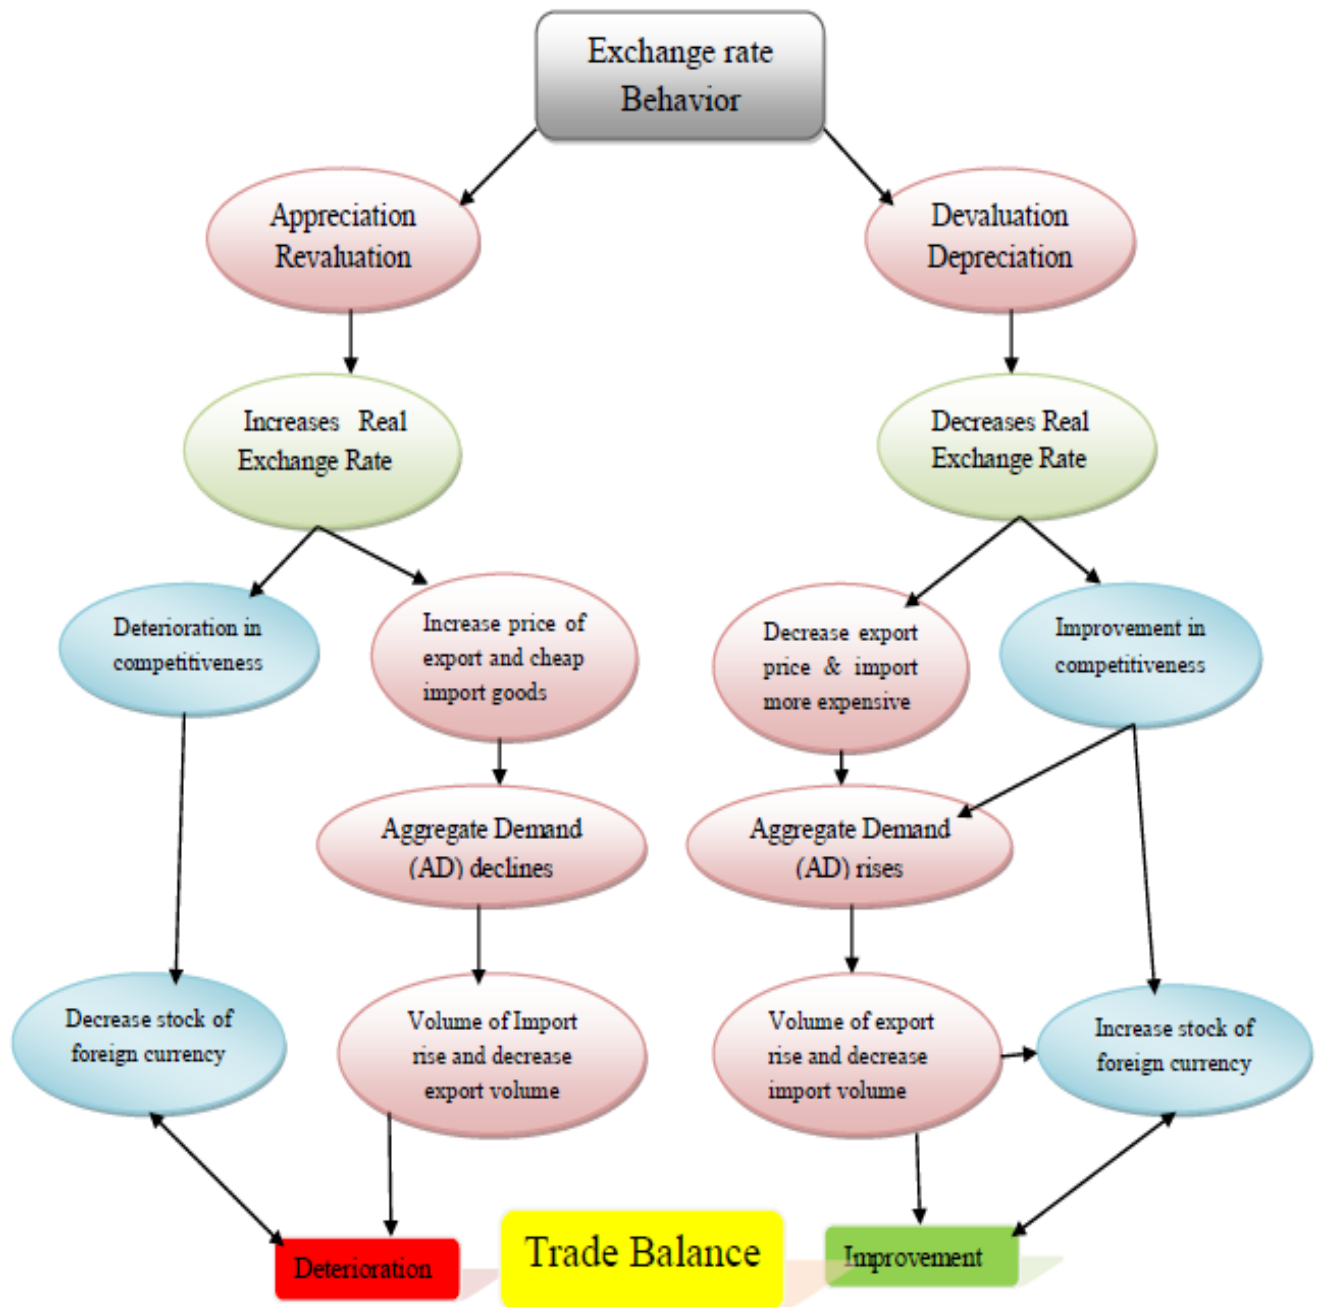 Exchange rate
Behavior
Appreciation
Revaluation
Devaluation
Depreciation
Increases Real
Exchange Rate
Decreases Real
Exchange Rate
Deterioration in
competitiveness
Increase price of
export and cheap
import goods
Decrease export
price & import
more expensive
Improvement in
competitiveness
Aggregate Demand
(AD) declines
Aggregate Demand
(AD) rises
Decrease stock of
foreign currency
Volume of Import
rise and decrease
export volume
Volume of export
rise and decrease
import volume
Increase stock of
foreign currency
Deterioration
Trade Balance
Improvement